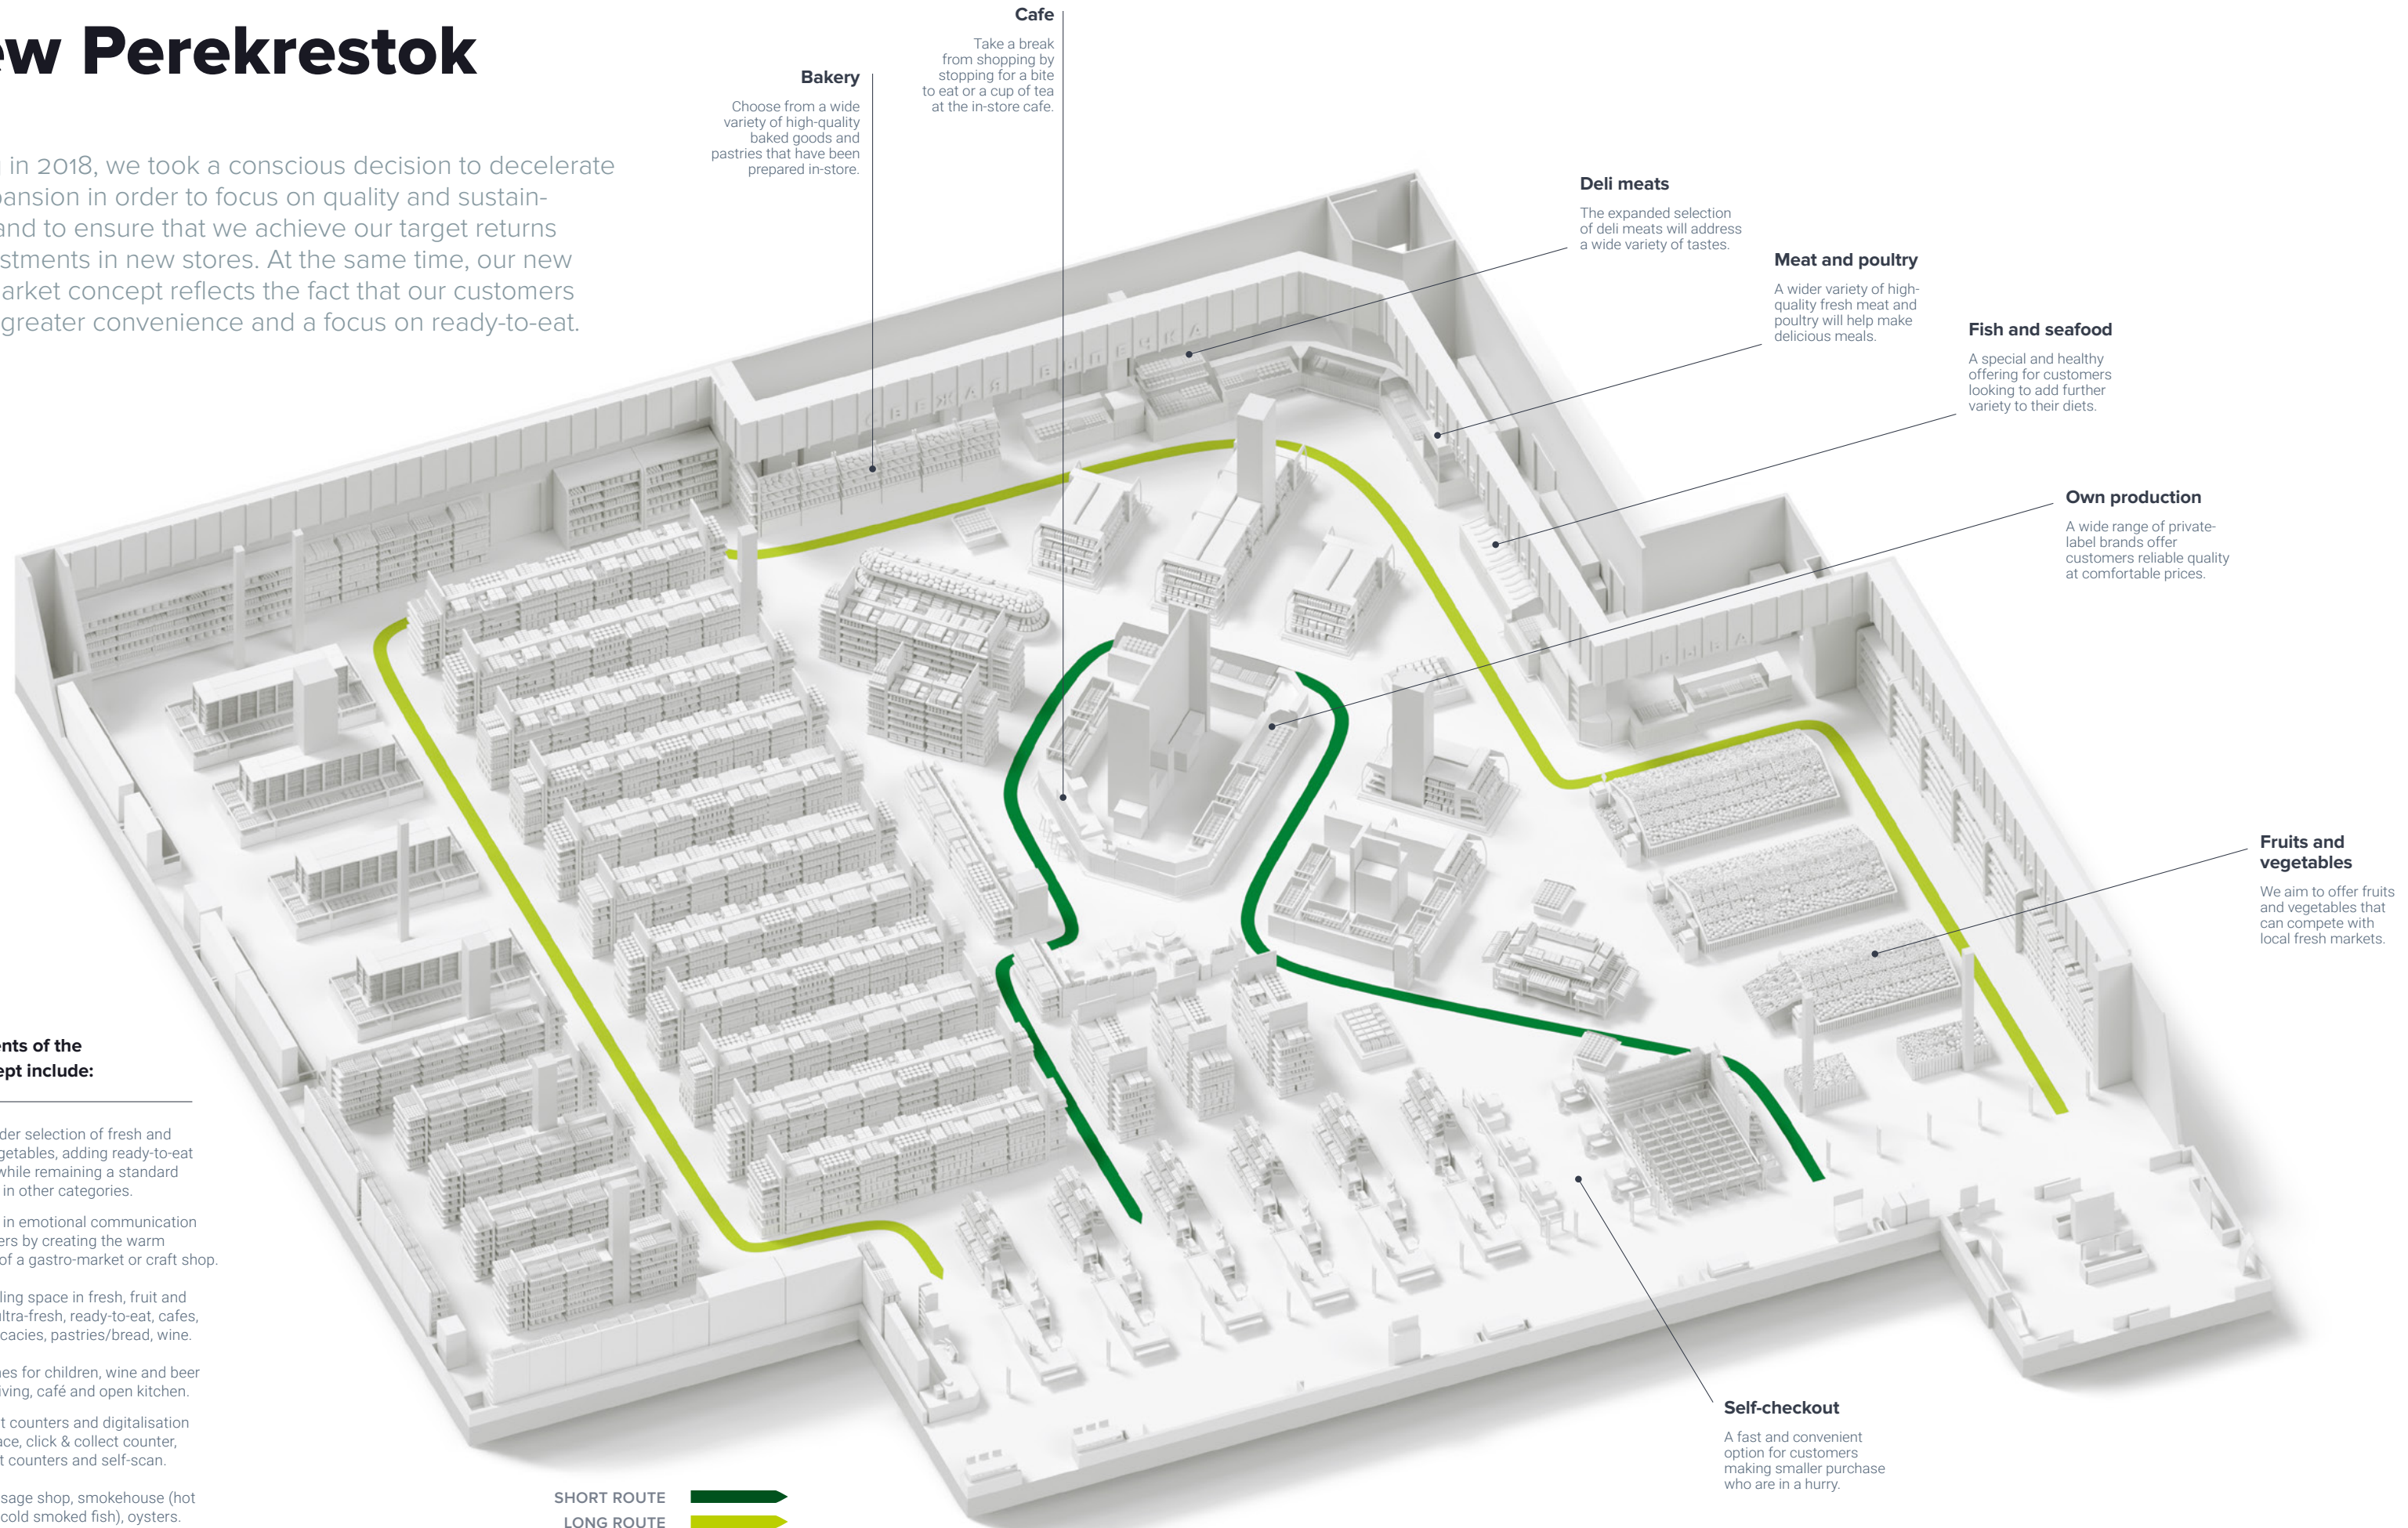 ew Perekrestok
in 2018, we took a conscious decision to decelerate
pansion in order to focus on quality and sustain-
and to ensure that we achieve our target returns
stments in new stores. At the same time, our new
arket concept reflects the fact that our customers
greater convenience and a focus on ready-to-eat.
Cafe
Take a break
from shopping by
stopping for a bite
to eat or a cup of tea
at the in-store cafe.
Bakery
Choose from a wide
variety of high-quality
baked goods and
pastries that have been
prepared in-store.
Deli meats
The expanded selection
of deli meats will address
a wide variety of tastes.
Meat and poultry
A wider variety of high-
quality fresh meat and
poultry will help make
delicious meals.
Fish and seafood
A special and healthy
offering for customers
looking to add further
variety to their diets.
Own production
A wide range of private-
label brands offer
customers reliable quality
at comfortable prices.
Fruits and
vegetables
We aim to offer fruits
and vegetables that
can compete with
local fresh markets.
СВЕЖАЯ ВЫПЕЧКА
РЫБА
ents of the
ept include:
der selection of fresh and
getables, adding ready-to-eat
while remaining a standard
in other categories.
in emotional communication
ers by creating the warm
of a gastro-market or craft shop.
ling space in fresh, fruit and
ultra-fresh, ready-to-eat, cafes,
cacies, pastries/bread, wine.
nes for children, wine and beer
iving, café and open kitchen.
t counters and digitalisation
ace, click & collect counter,
t counters and self-scan.
sage shop, smokehouse (hot
cold smoked fish), oysters.
Self-checkout
A fast and convenient
option for customers
making smaller purchase
who are in a hurry.
SHORT ROUTE
LONG ROUTE